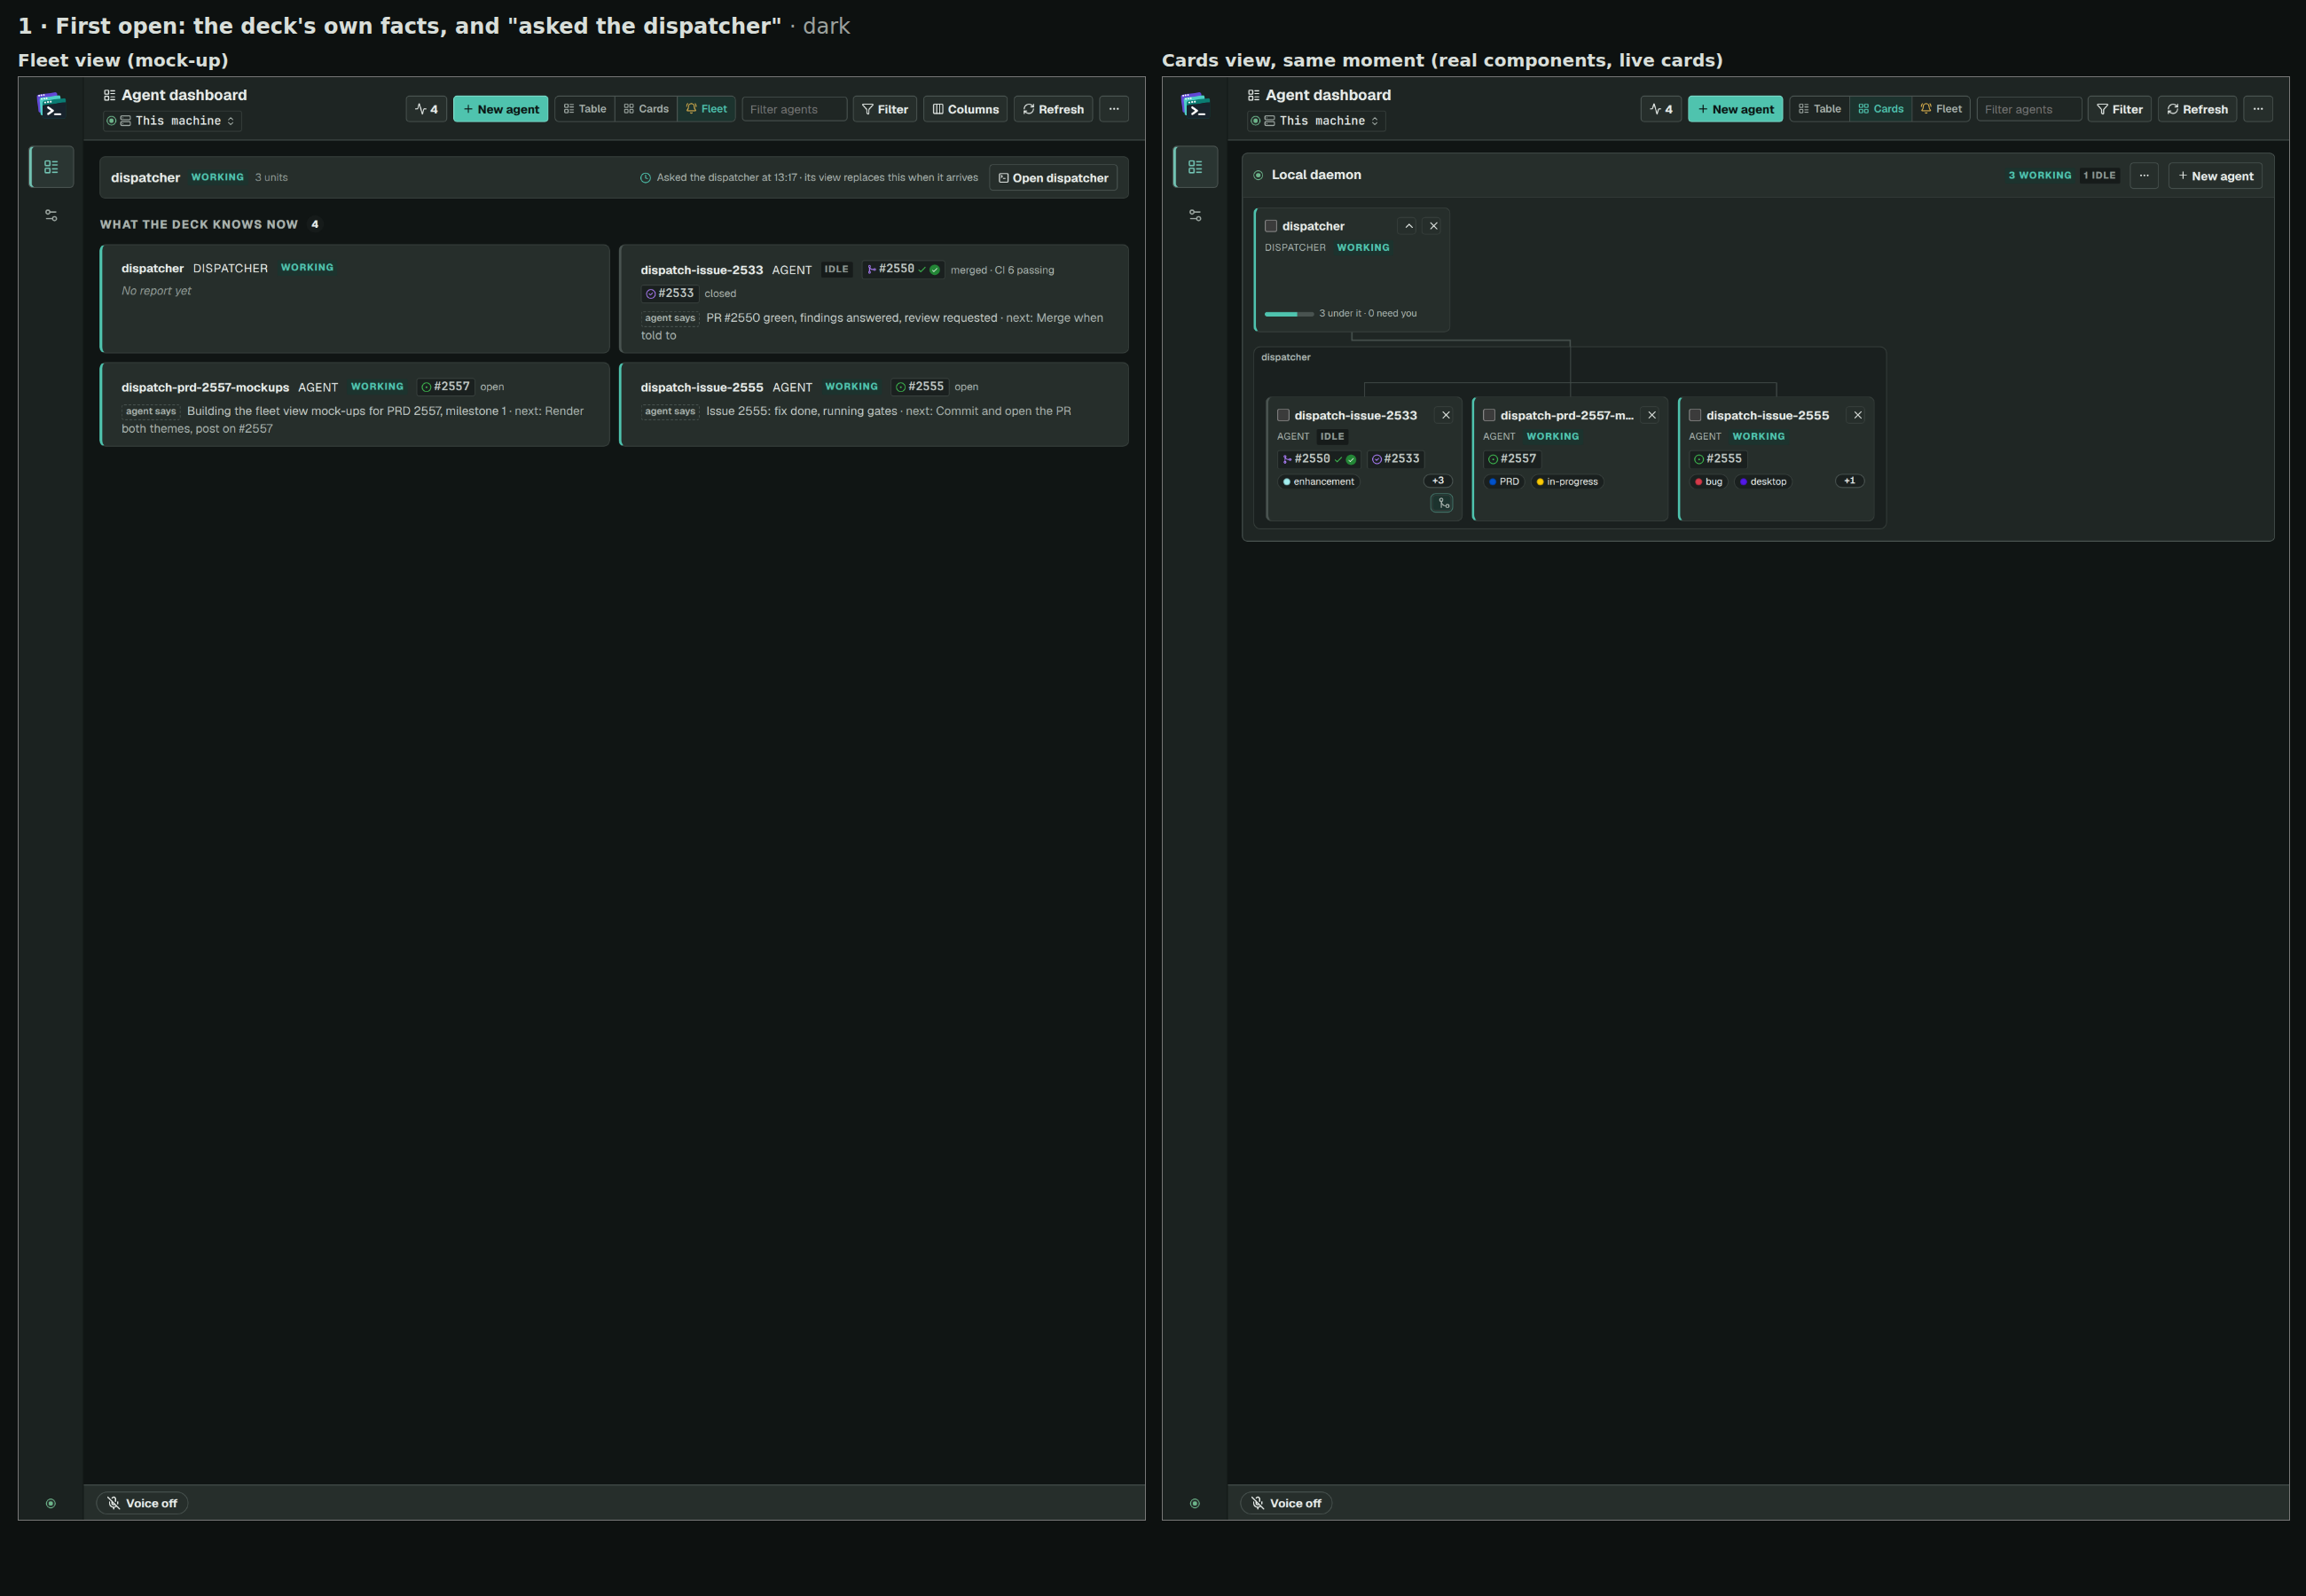 1 · First open: the deck's own facts, and "asked the dispatcher" · dark
Fleet view (mock-up)
Agent dashboard
This machine
4
+ New agent
Table
Cards
Fleet
Filter agents
Filter
Columns
Refresh
...
dispatcher WORKING 3 units
Asked the dispatcher at 13:17 · its view replaces this when it arrives
Open dispatcher
WHAT THE DECK KNOWS NOW 4
dispatcher DISPATCHER WORKING
No report yet
dispatch-issue-2533 AGENT IDLE #2550 merged · CI 6 passing
#2533 closed
agent says PR #2550 green, findings answered, review requested · next: Merge when
told to
dispatch-prd-2557-mockups AGENT WORKING #2557 open
agent says Building the fleet view mock-ups for PRD 2557, milestone 1 · next: Render
both themes, post on #2557
dispatch-issue-2555 AGENT WORKING #2555 open
agent says Issue 2555: fix done, running gates · next: Commit and open the PR
Voice off
Cards view, same moment (real components, live cards)
Agent dashboard
This machine
4
+ New agent
Table
Cards
Fleet
Filter agents
Filter
Refresh
...
Local daemon
3 WORKING 1 IDLE
...
+ New agent
dispatcher
DISPATCHER WORKING
3 under it · 0 need you
dispatcher
dispatch-issue-2533
AGENT IDLE
#2550 #2533
enhancement +3
dispatch-prd-2557-m...
AGENT WORKING
#2557
PRD in-progress
dispatch-issue-2555
AGENT WORKING
#2555
bug desktop +1
Voice off